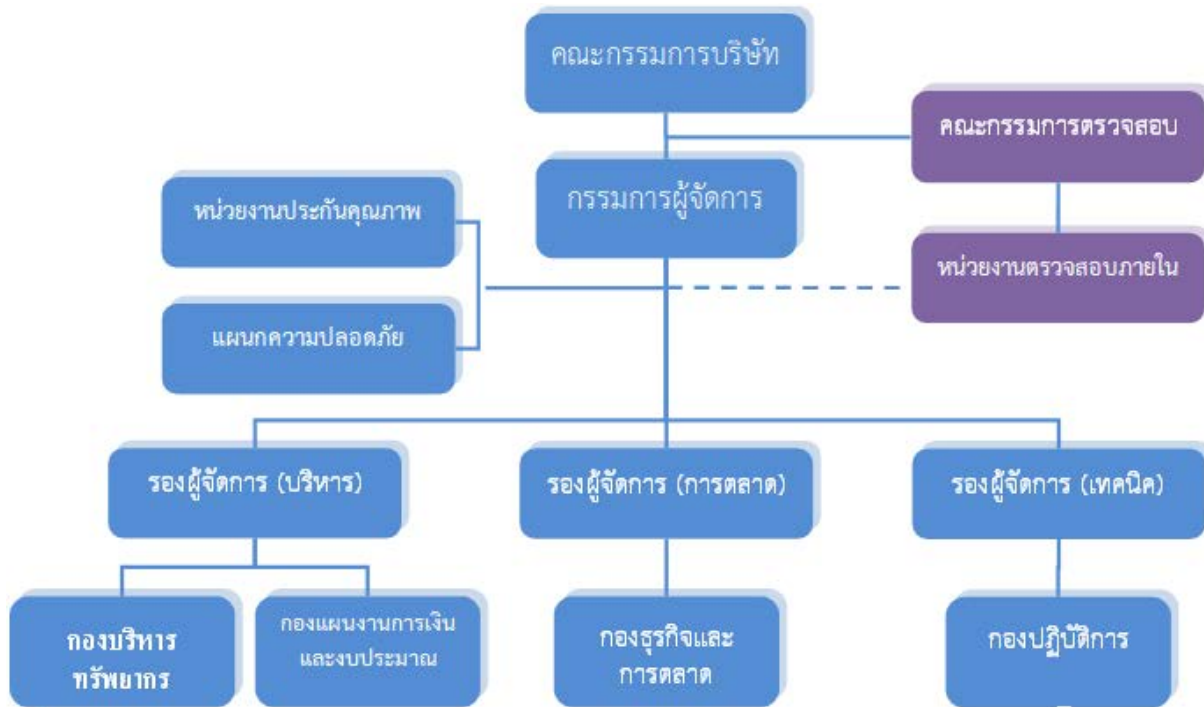 คณะกรรมการบริษัท
คณะกรรมการตรวจสอบ
กรรมการผู้จัดการ
หน่วยงานประกันคุณภาพ
หน่วยงานตรวจสอบภายใน
แผนกความปลอดภัย
รองผู้จัดการ (บริหาร)
รองผู้จัดการ (การตลาด)
รองผู้จัดการ (เทคนิค)
กองบริหาร
ทรัพยากร
กองแผนงานการเงิน
และงบประมาณ
กองธุรกิจและ
การตลาด
กองปฏิบัติการ